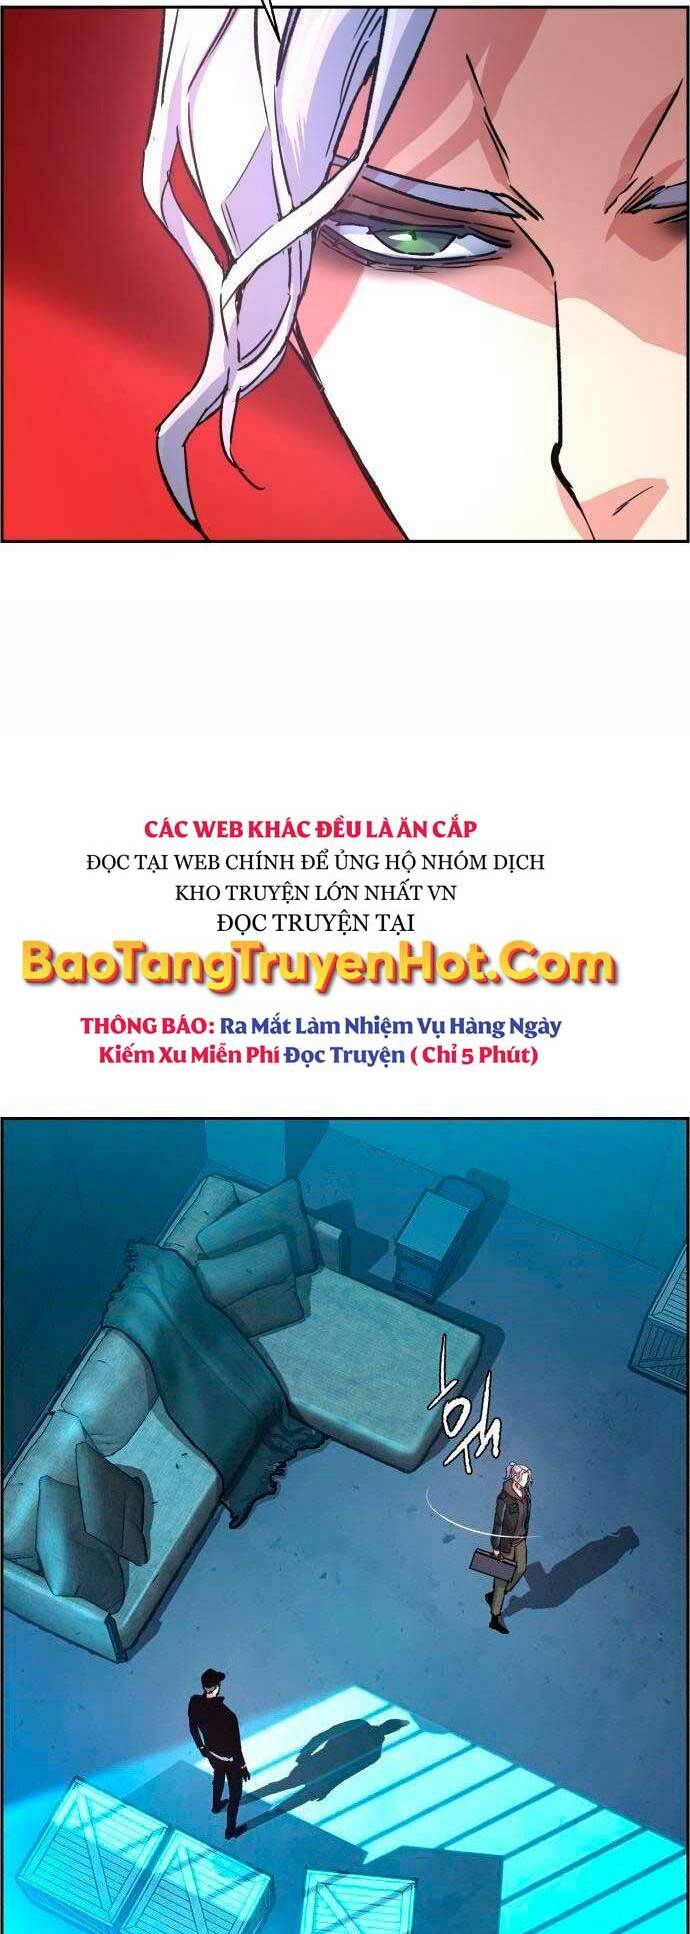 CÁC WEB KHÁC ĐỀU LÀ ĂN CẮP
ĐỌC TẠI WEB CHÍNH ĐỂ ỦNG HỘ NHÓM DỊCH
KHO TRUYỆN LỚN NHẤT VN
ĐỌC TRUYỆN TẠI
BaoTangTruyenHot.Com
THÔNG BÁO: Ra Mắt Làm Nhiệm Vụ Hàng Ngày
Kiếm Xu Miễn Phí Đọc Truyện ( Chỉ 5 Phút)